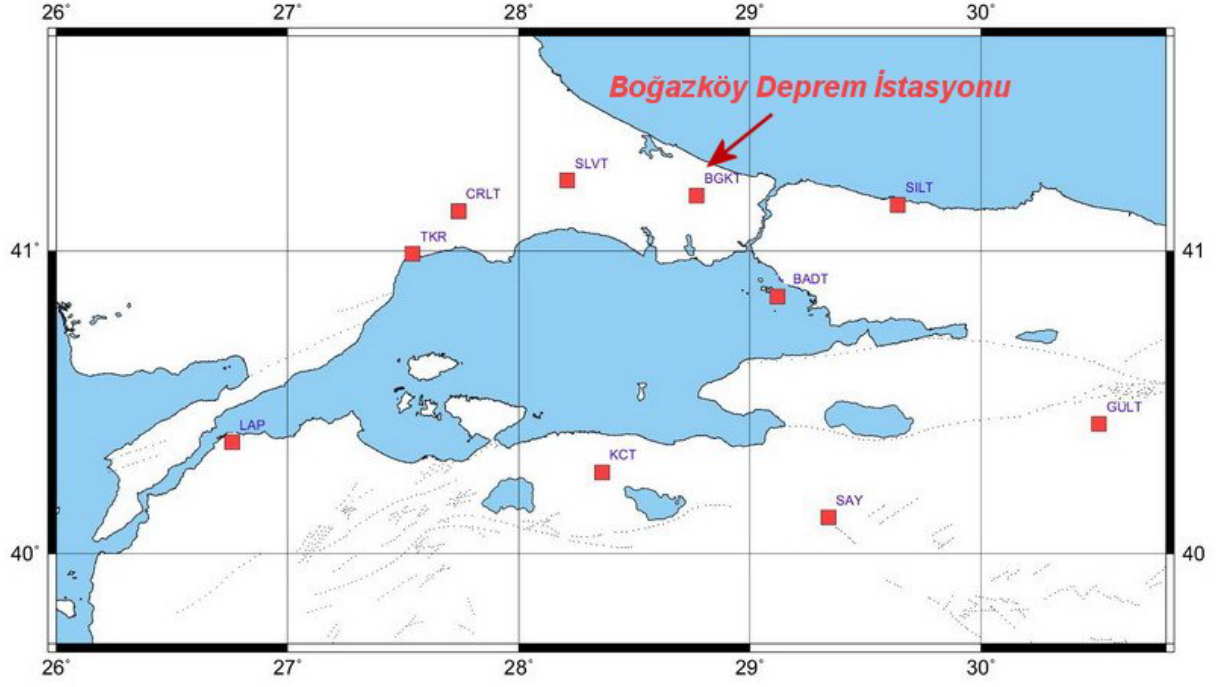 26° 27° 28° 29° 30°
Boğazköy Deprem İstasyonu
SLVT
BGKT
CRLT
SILT
TKR
41° 41
BADT
GULT
LAP
KCT
SAY
40° 40
26° 27° 28° 29° 30°